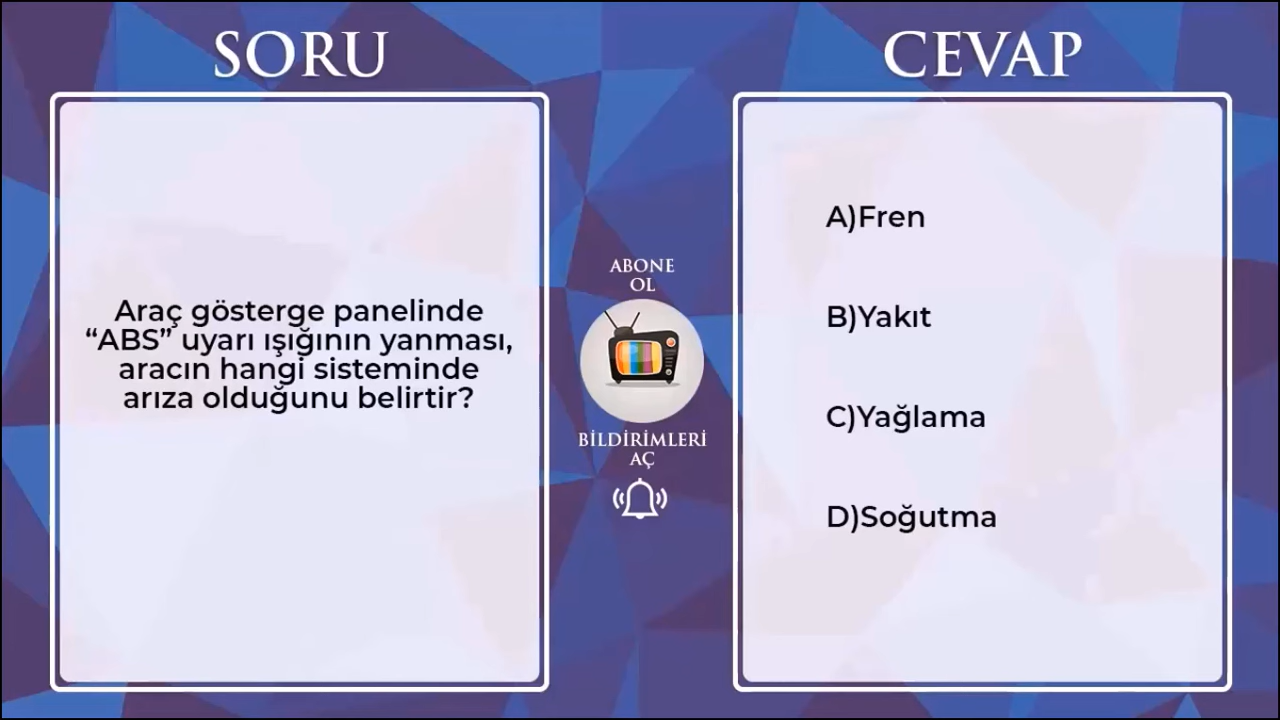 SORU
Araç gösterge panelinde
“ABS” uyarı ışığının yanması,
aracın hangi sisteminde
arıza olduğunu belirtir?
ABONE
OL
BİLDİRİMLERİ
AÇ
CEVAP
A)Fren
B)Yakıt
C)Yağlama
D)Soğutma